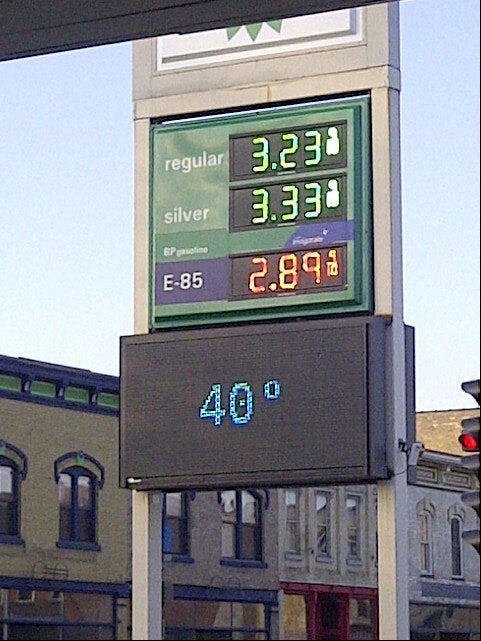 regular 3.23 9/10
silver 3.33 9/10
BP gasoline invigorate
E-85 2.89 9/10
40°